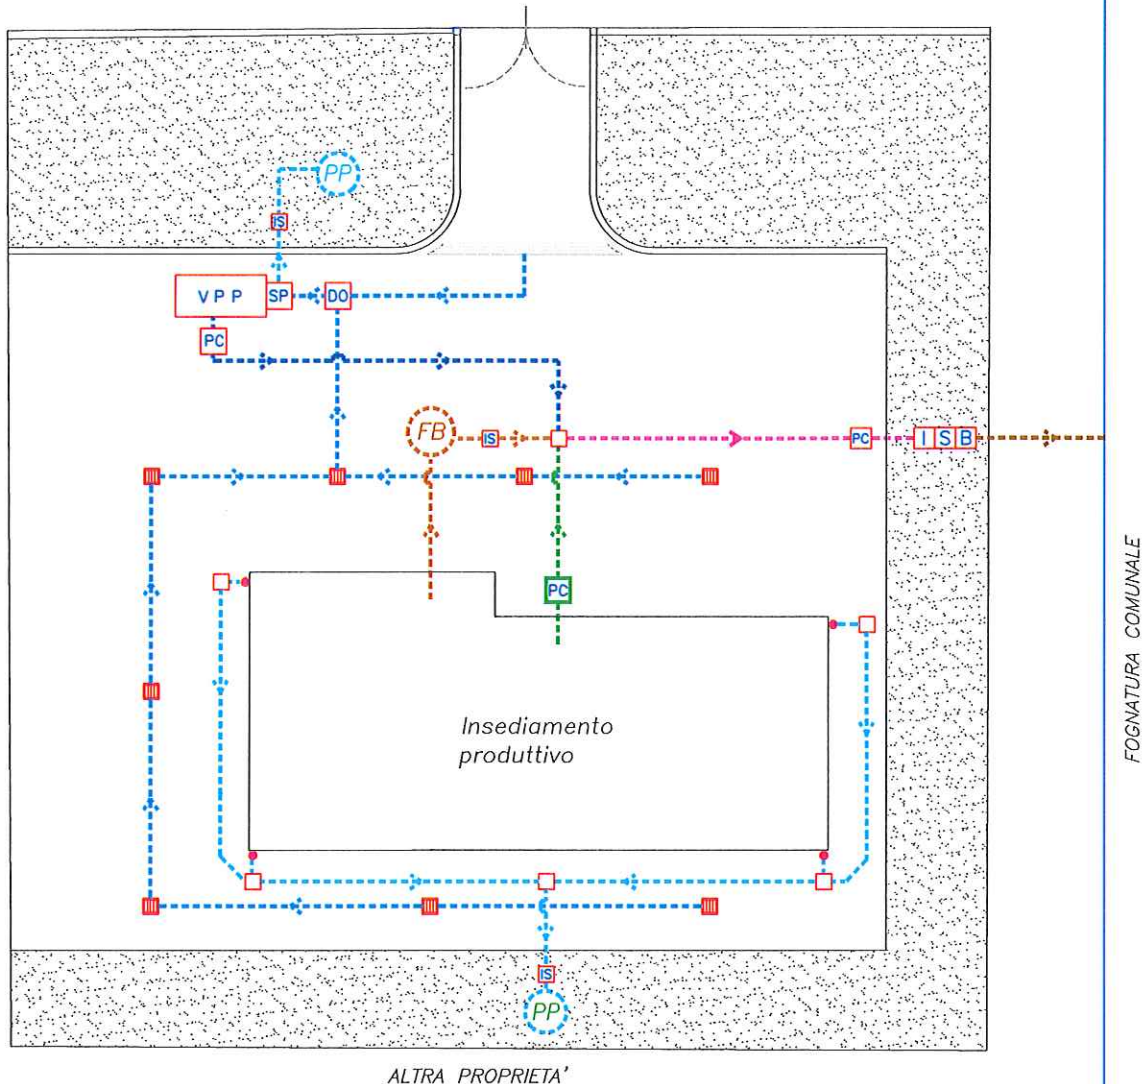 PP
IS
V P P
SP
DO
PC
FB
IS
PC
I S B
PC
FOGNATURA COMUNALE
Insediamento
produttivo
IS
PP
ALTRA PROPRIETA'